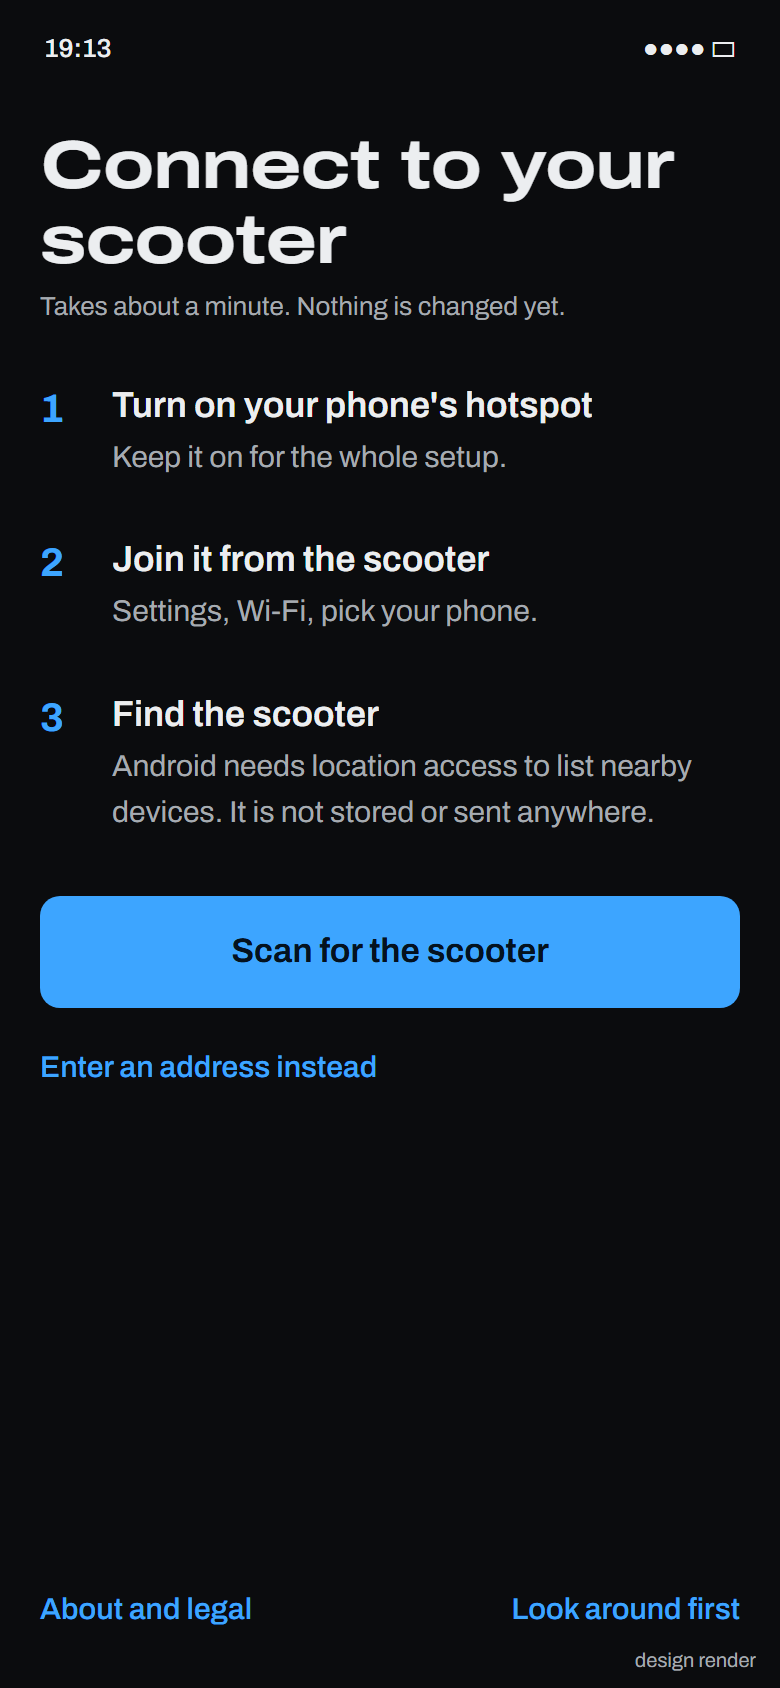 19:13
Connect to your
scooter
Takes about a minute. Nothing is changed yet.
1 Turn on your phone's hotspot
Keep it on for the whole setup.
2 Join it from the scooter
Settings, Wi-Fi, pick your phone.
3 Find the scooter
Android needs location access to list nearby
devices. It is not stored or sent anywhere.
Scan for the scooter
Enter an address instead
About and legal Look around first
design render